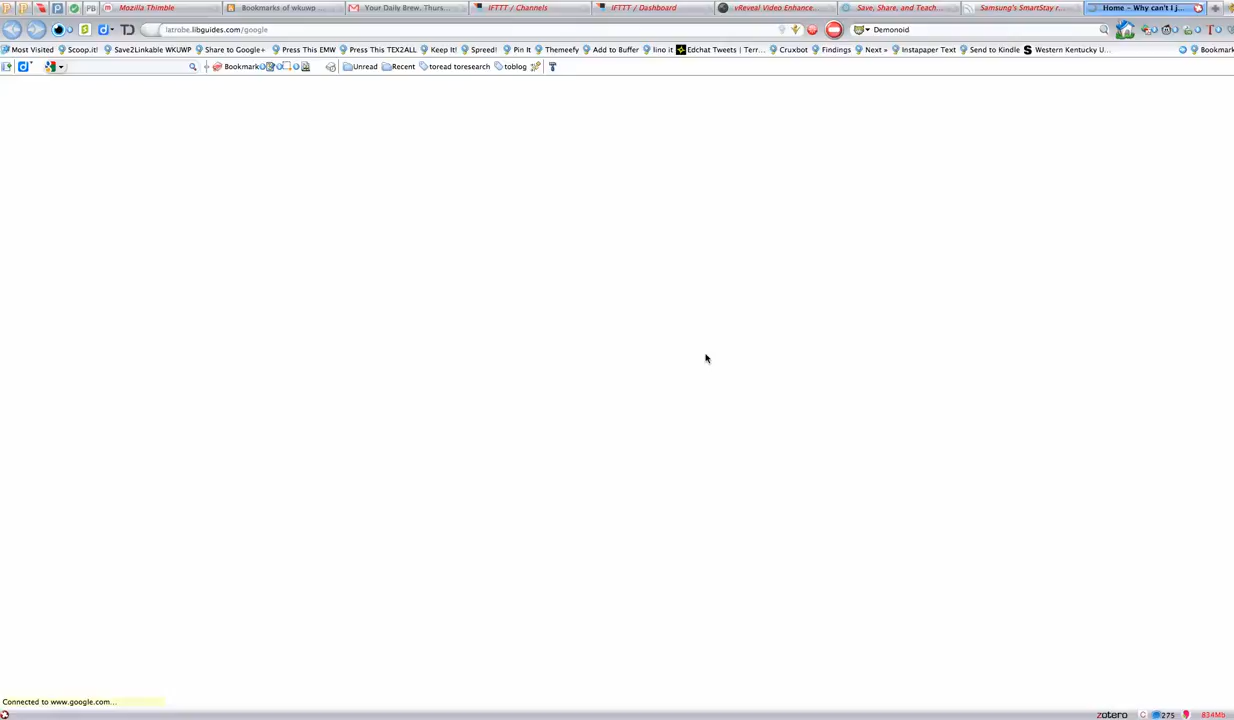 Mozilla Thimble Bookmarks of wkuwp ... Your Daily Brew, Thurs... IFTTT / Channels IFTTT / Dashboard vReveal Video Enhance... Save, Share, and Teach... Samsung's SmartStay r... Home – Why can't I j...
latrobe.libguides.com/google Demonoid
Most Visited Scoop.it! Save2Linkable WKUWP Share to Google+ Press This EMW Press This TEX2ALL Keep It! Spreed! Pin It Themeefy Add to Buffer lino it Edchat Tweets | Terr... Cruxbot Findings Next » Instapaper Text Send to Kindle Western Kentucky U... Bookmar
Bookmark Unread Recent toread toresearch toblog
Connected to www.google.com...
zotero 275 834Mb